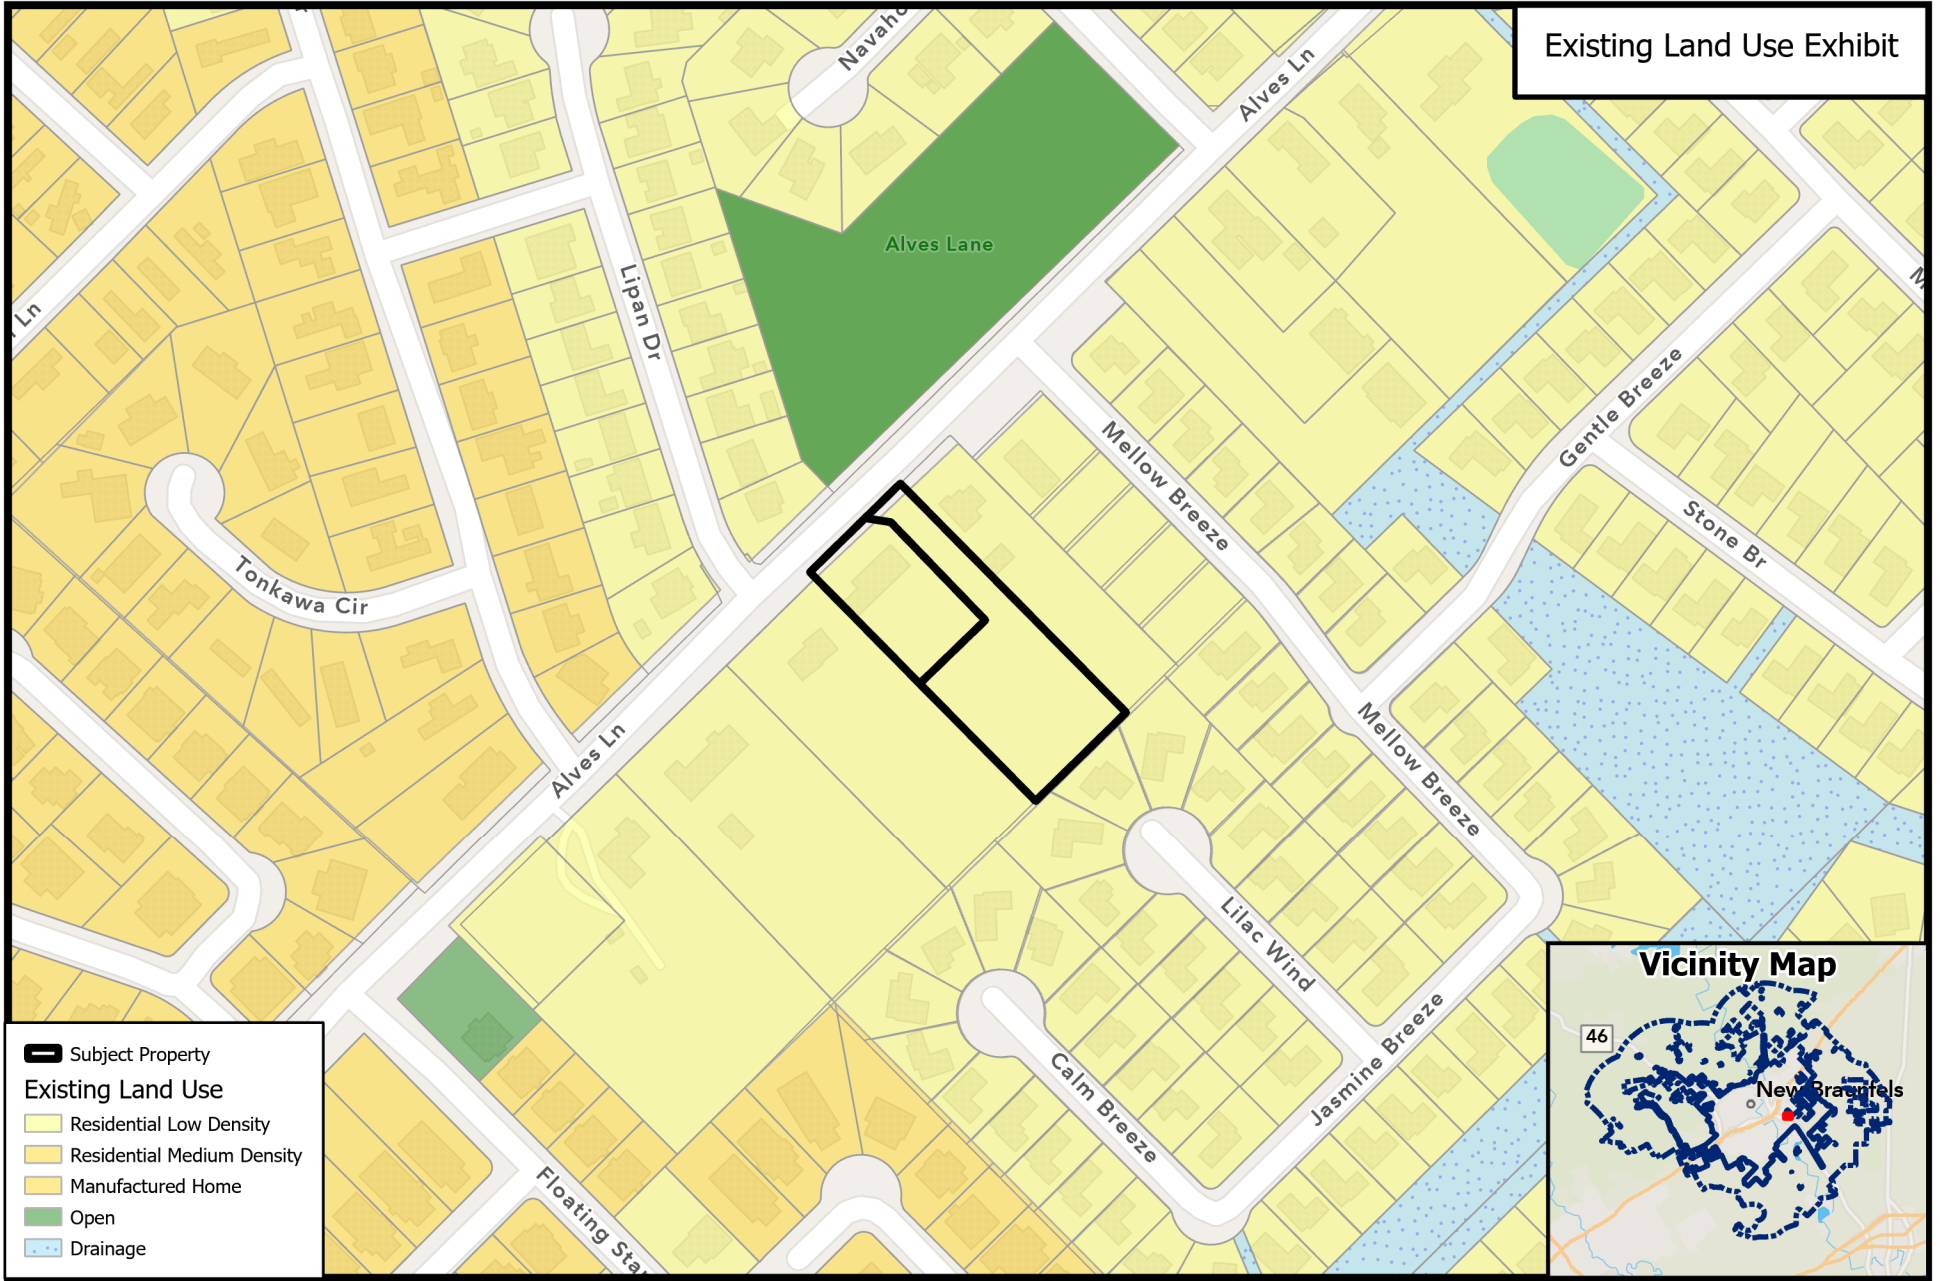 Existing Land Use Exhibit
Navaho
Alves Ln
Alves Lane
Lipan Dr
Ln
Gentle Breeze
Mellow Breeze
Stone Br
Tonkawa Cir
Alves Ln
Mellow Breeze
Lilac Wind
Jasmine Breeze
Calm Breeze
Floating Sta
Subject Property
Existing Land Use
Residential Low Density
Residential Medium Density
Manufactured Home
Open
Drainage
Vicinity Map
46
New Braunfels